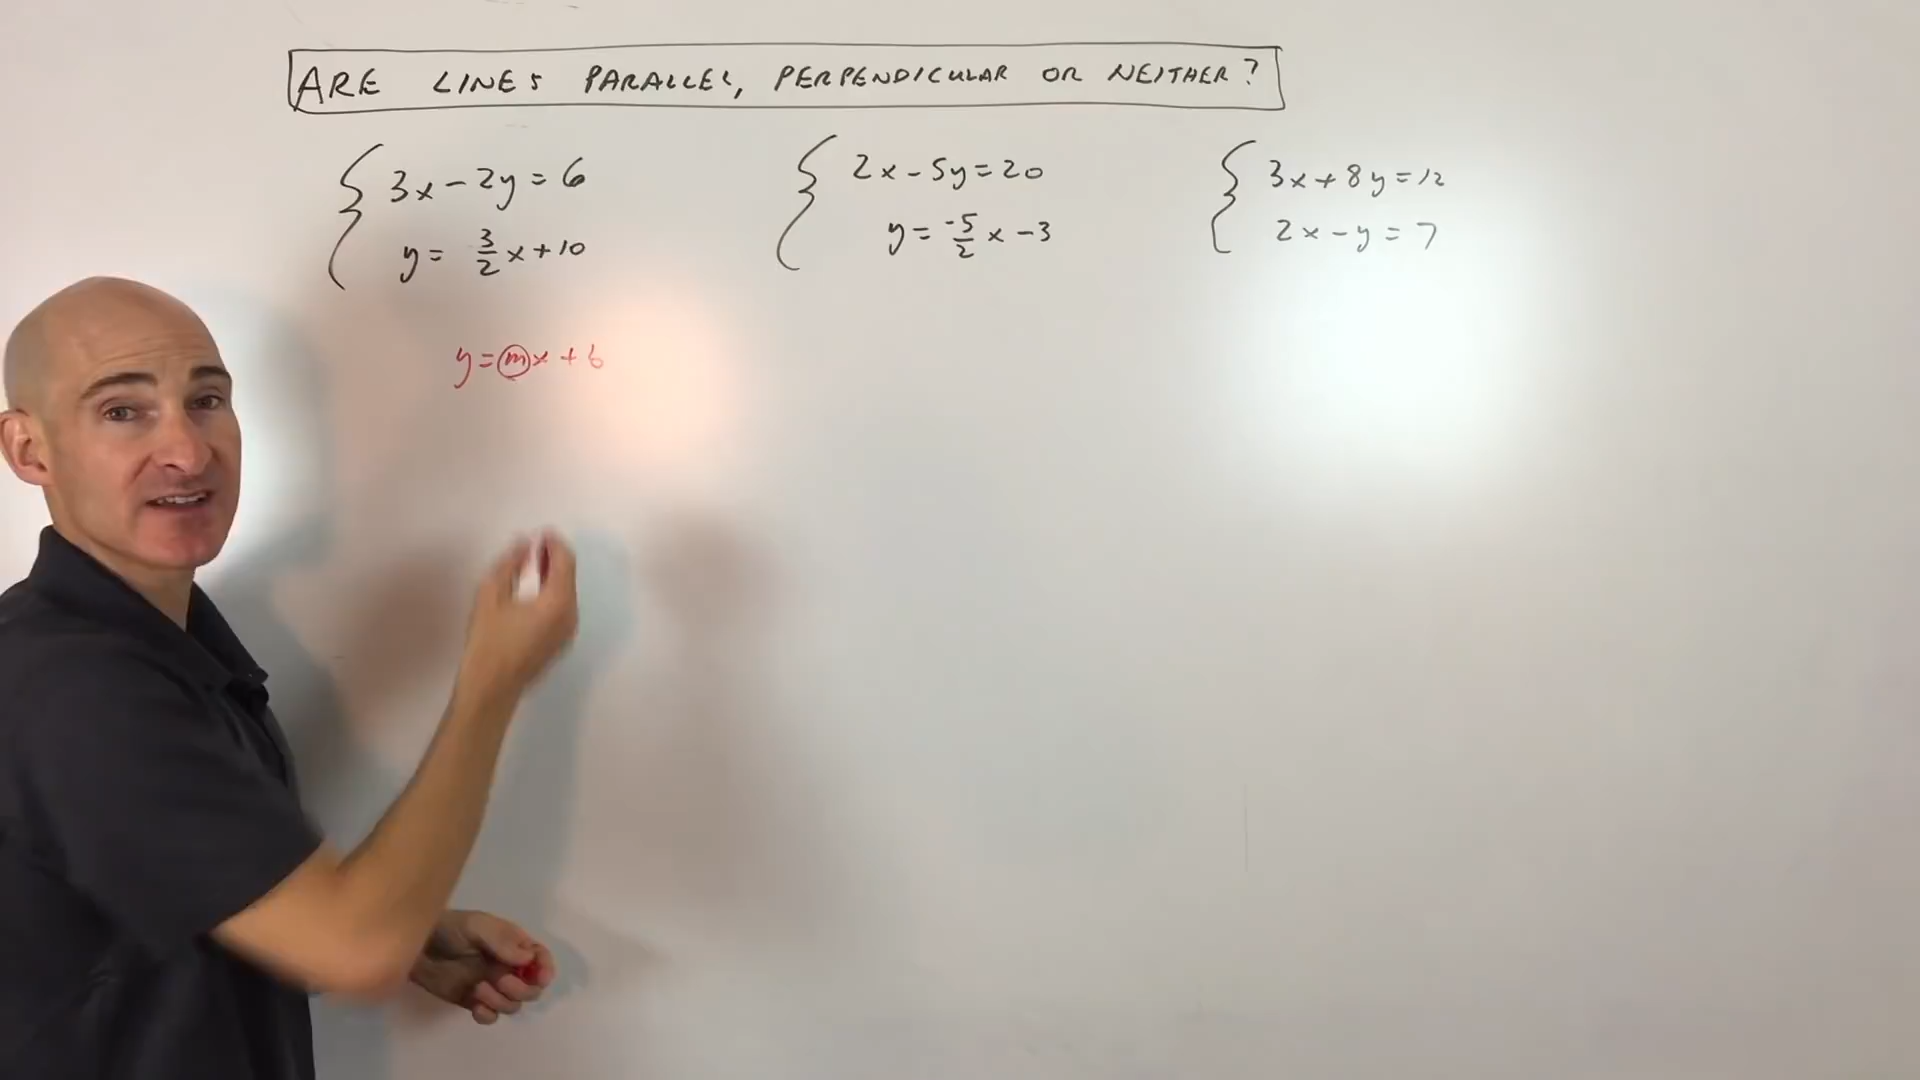 ARE LINES PARALLEL, PERPENDICULAR OR NEITHER?
3x - 2y = 6
y = 3/2 x + 10
2x - 5y = 20
y = -5/2 x - 3
3x + 8y = 12
2x - y = 7
y = mx + b